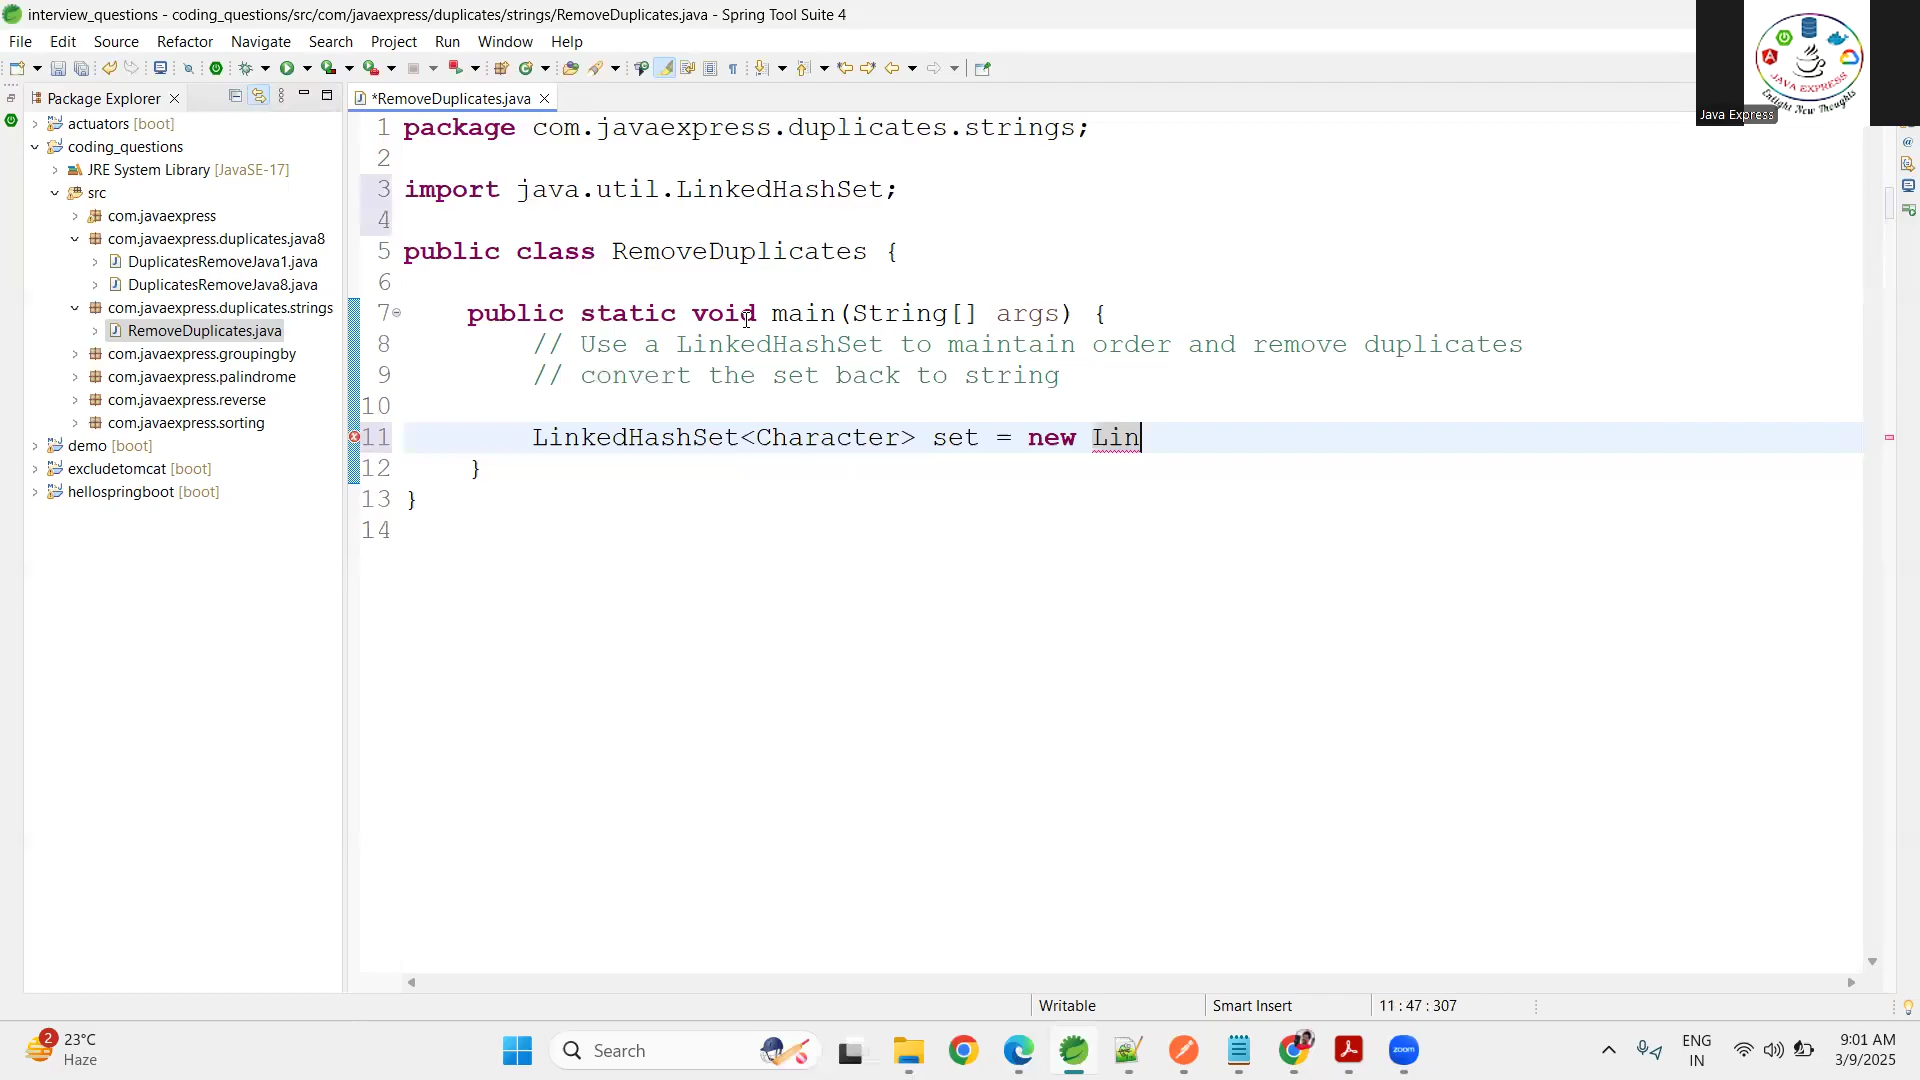 interview_questions - coding_questions/src/com/javaexpress/duplicates/strings/RemoveDuplicates.java - Spring Tool Suite 4
File Edit Source Refactor Navigate Search Project Run Window Help
JAVA EXPRESS
Enlight New Thoughts
Java Express
Package Explorer
*RemoveDuplicates.java
actuators [boot]
coding_questions
JRE System Library [JavaSE-17]
src
com.javaexpress
com.javaexpress.duplicates.java8
DuplicatesRemoveJava1.java
DuplicatesRemoveJava8.java
com.javaexpress.duplicates.strings
RemoveDuplicates.java
com.javaexpress.groupingby
com.javaexpress.palindrome
com.javaexpress.reverse
com.javaexpress.sorting
demo [boot]
excludetomcat [boot]
hellospringboot [boot]
1 package com.javaexpress.duplicates.strings;
2
3 import java.util.LinkedHashSet;
4
5 public class RemoveDuplicates {
6
7 public static void main(String[] args) {
8 // Use a LinkedHashSet to maintain order and remove duplicates
9 // convert the set back to string
10
11 LinkedHashSet<Character> set = new Lin
12 }
13 }
14
Writable Smart Insert 11 : 47 : 307
2
23°C
Haze
Search
zoom
ENG
IN
9:01 AM
3/9/2025